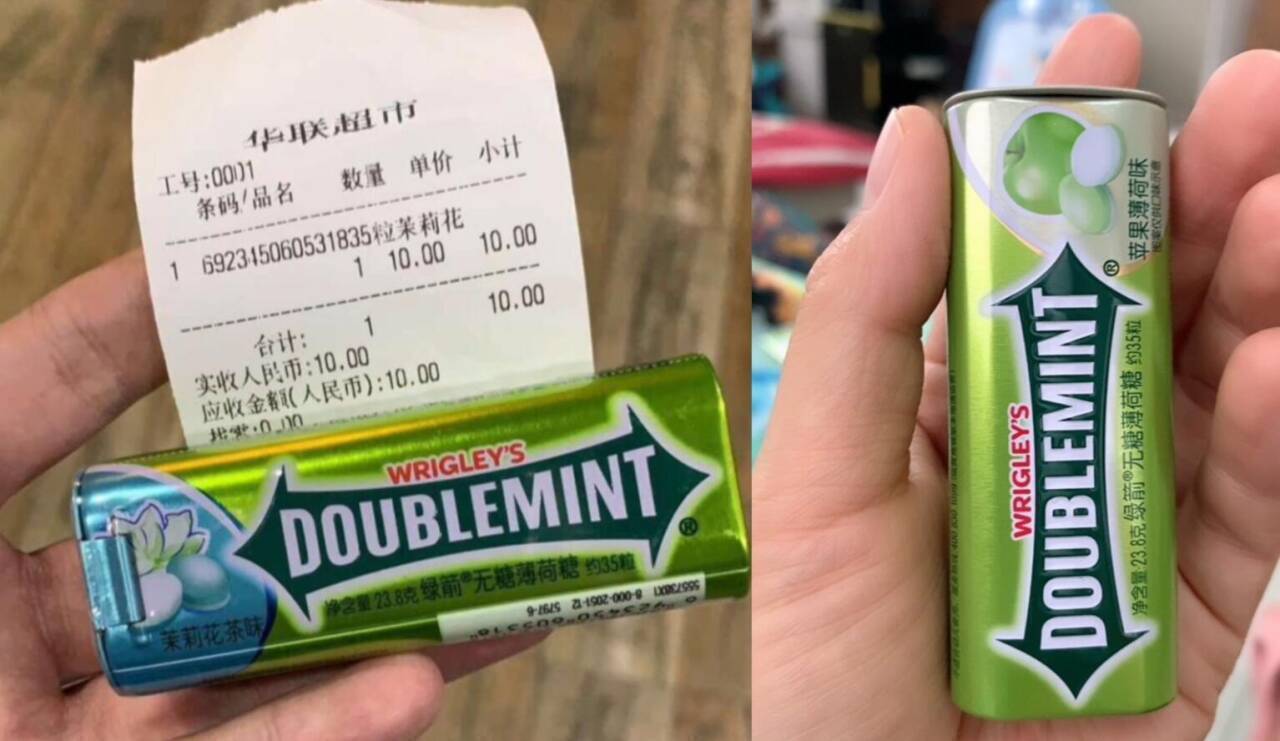 华联超市
工号:0001
条码/品名 数量 单价 小计
1 69234506053183 5粒茉莉花
1 10.00 10.00
合计: 1 10.00
实收人民币:10.00
应收金额(人民币):10.00
找零:0.00
WRIGLEY'S
DOUBLEMINT®
净含量 23.8克 绿箭®无糖薄荷糖 约35粒
茉莉花茶味
苹果薄荷味
WRIGLEY'S
DOUBLEMINT®
净含量 23.8克 绿箭®无糖薄荷糖 约35粒